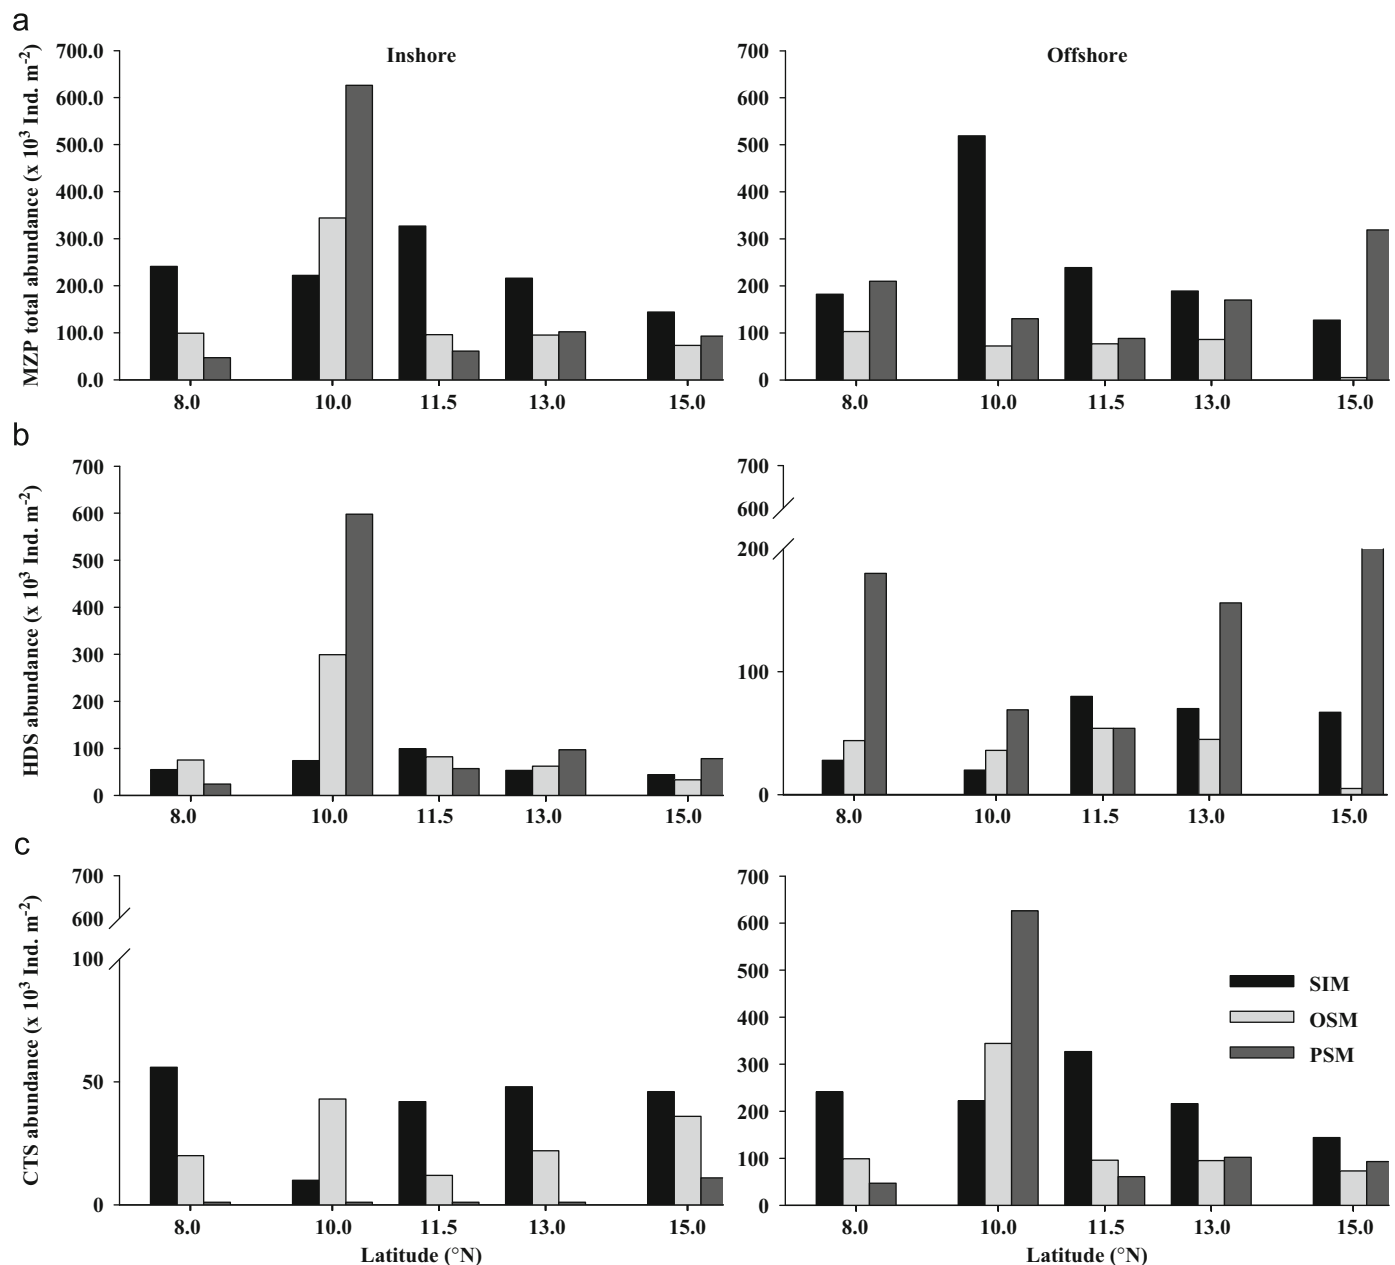 a
Inshore
Offshore
MZP total abundance (x 10³ Ind. m⁻²)
700.0
600.0
500.0
400.0
300.0
200.0
100.0
0.0
8.0 10.0 11.5 13.0 15.0
700
600
500
400
300
200
100
0
8.0 10.0 11.5 13.0 15.0
b
HDS abundance (x 10³ Ind. m⁻²)
700
600
500
400
300
200
100
0
8.0 10.0 11.5 13.0 15.0
700
600
200
100
0
8.0 10.0 11.5 13.0 15.0
c
CTS abundance (x 10³ Ind. m⁻²)
700
600
100
50
0
8.0 10.0 11.5 13.0 15.0
Latitude (°N)
700
600
500
400
300
200
100
0
8.0 10.0 11.5 13.0 15.0
Latitude (°N)
SIM
OSM
PSM